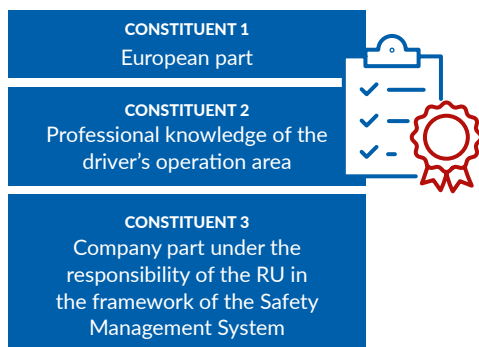 CONSTITUENT 1
European part
CONSTITUENT 2
Professional knowledge of the
driver's operation area
CONSTITUENT 3
Company part under the
responsibility of the RU in
the framework of the Safety
Management System